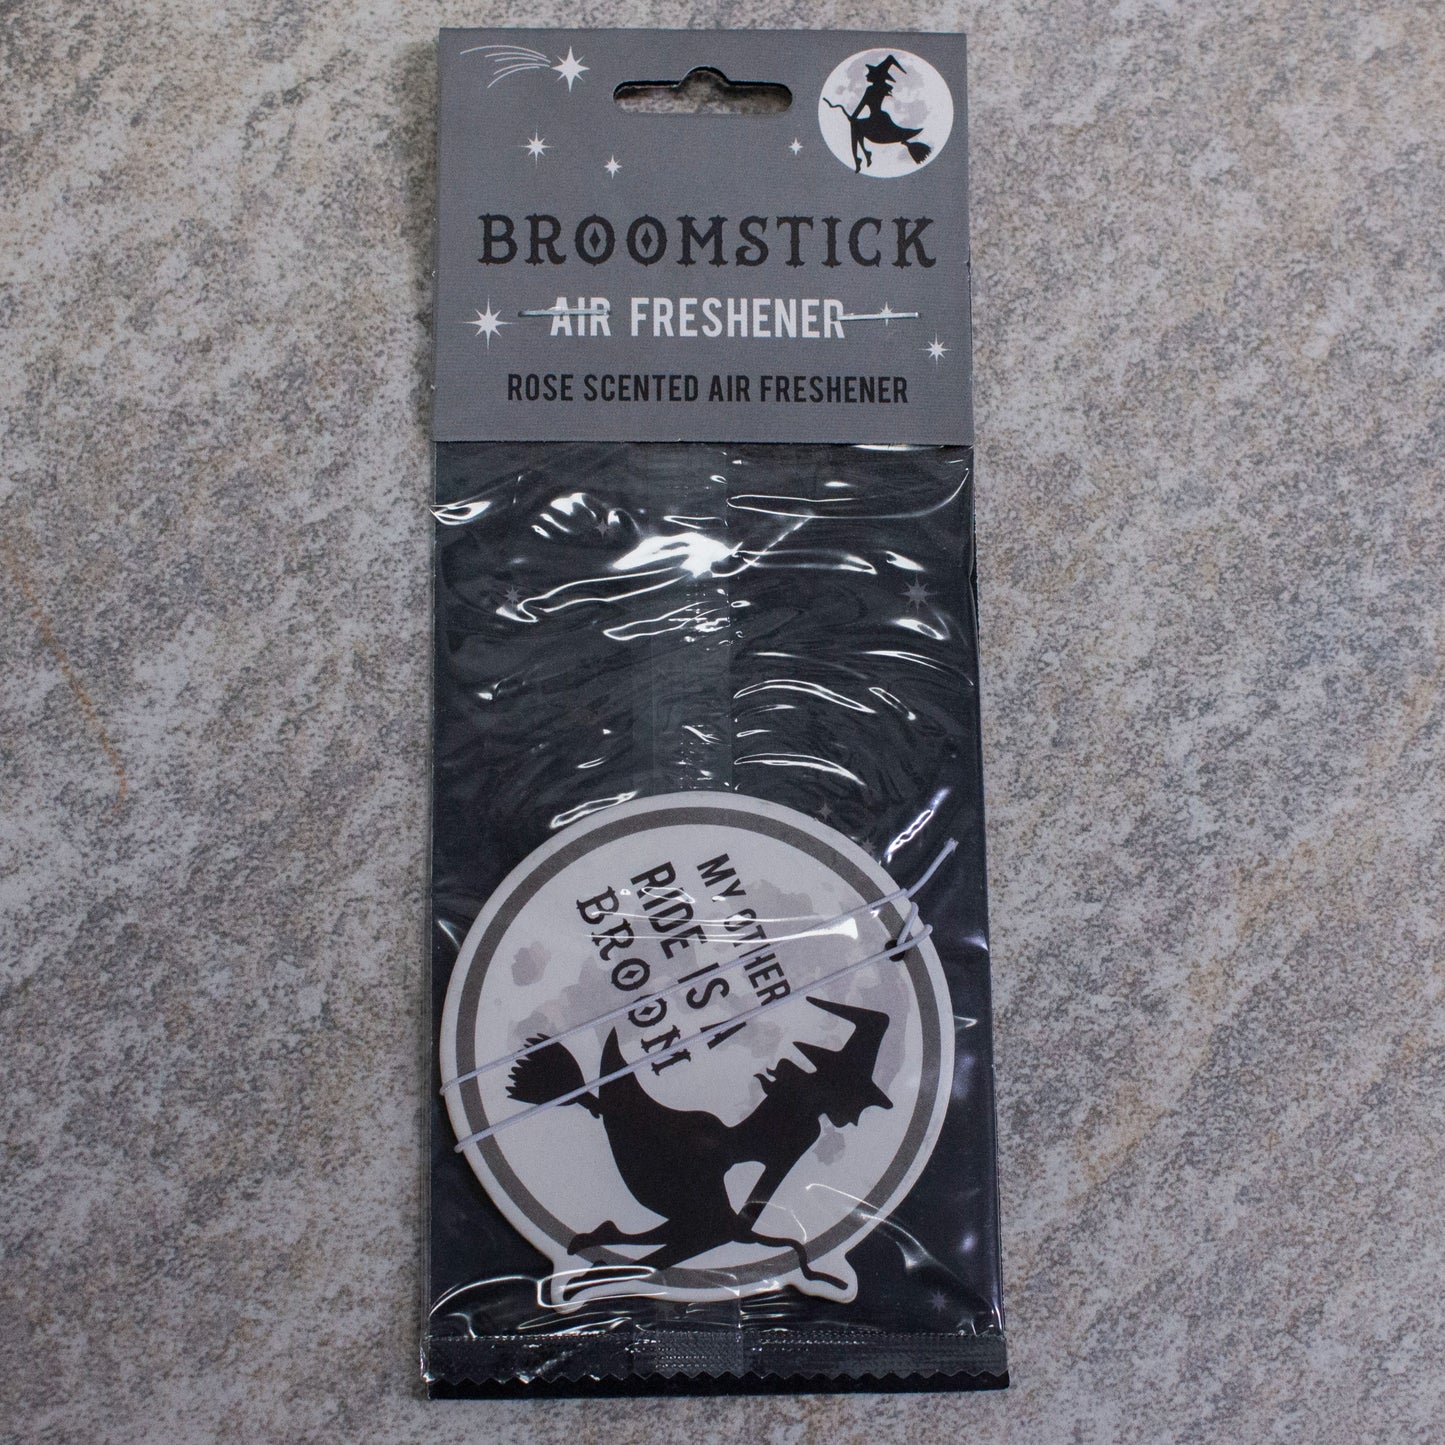 BROOMSTICK
AIR FRESHENER
ROSE SCENTED AIR FRESHENER
MY OTHER
RIDE IS A
BROOM